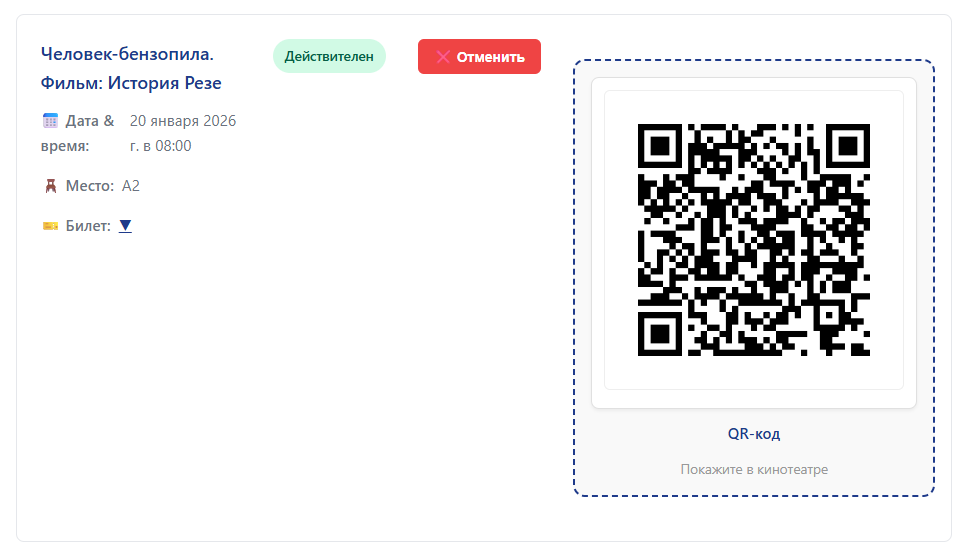 Человек-бензопила.
Фильм: История Резе
Действителен
Отменить
Дата & 20 января 2026
время: г. в 08:00
Место: A2
Билет: ▼
QR-код
Покажите в кинотеатре